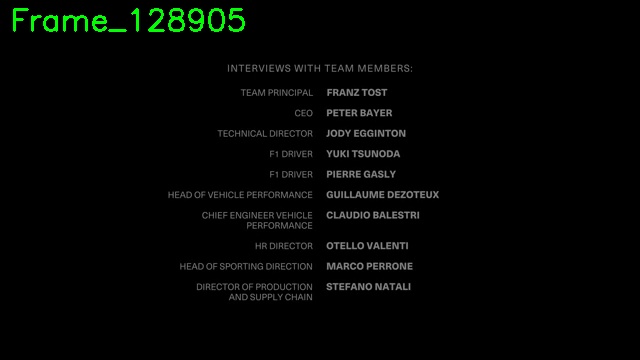 Frame_128905
INTERVIEWS WITH TEAM MEMBERS:
TEAM PRINCIPAL FRANZ TOST
CEO PETER BAYER
TECHNICAL DIRECTOR JODY EGGINTON
F1 DRIVER YUKI TSUNODA
F1 DRIVER PIERRE GASLY
HEAD OF VEHICLE PERFORMANCE GUILLAUME DEZOTEUX
CHIEF ENGINEER VEHICLE CLAUDIO BALESTRI
PERFORMANCE
HR DIRECTOR OTELLO VALENTI
HEAD OF SPORTING DIRECTION MARCO PERRONE
DIRECTOR OF PRODUCTION STEFANO NATALI
AND SUPPLY CHAIN